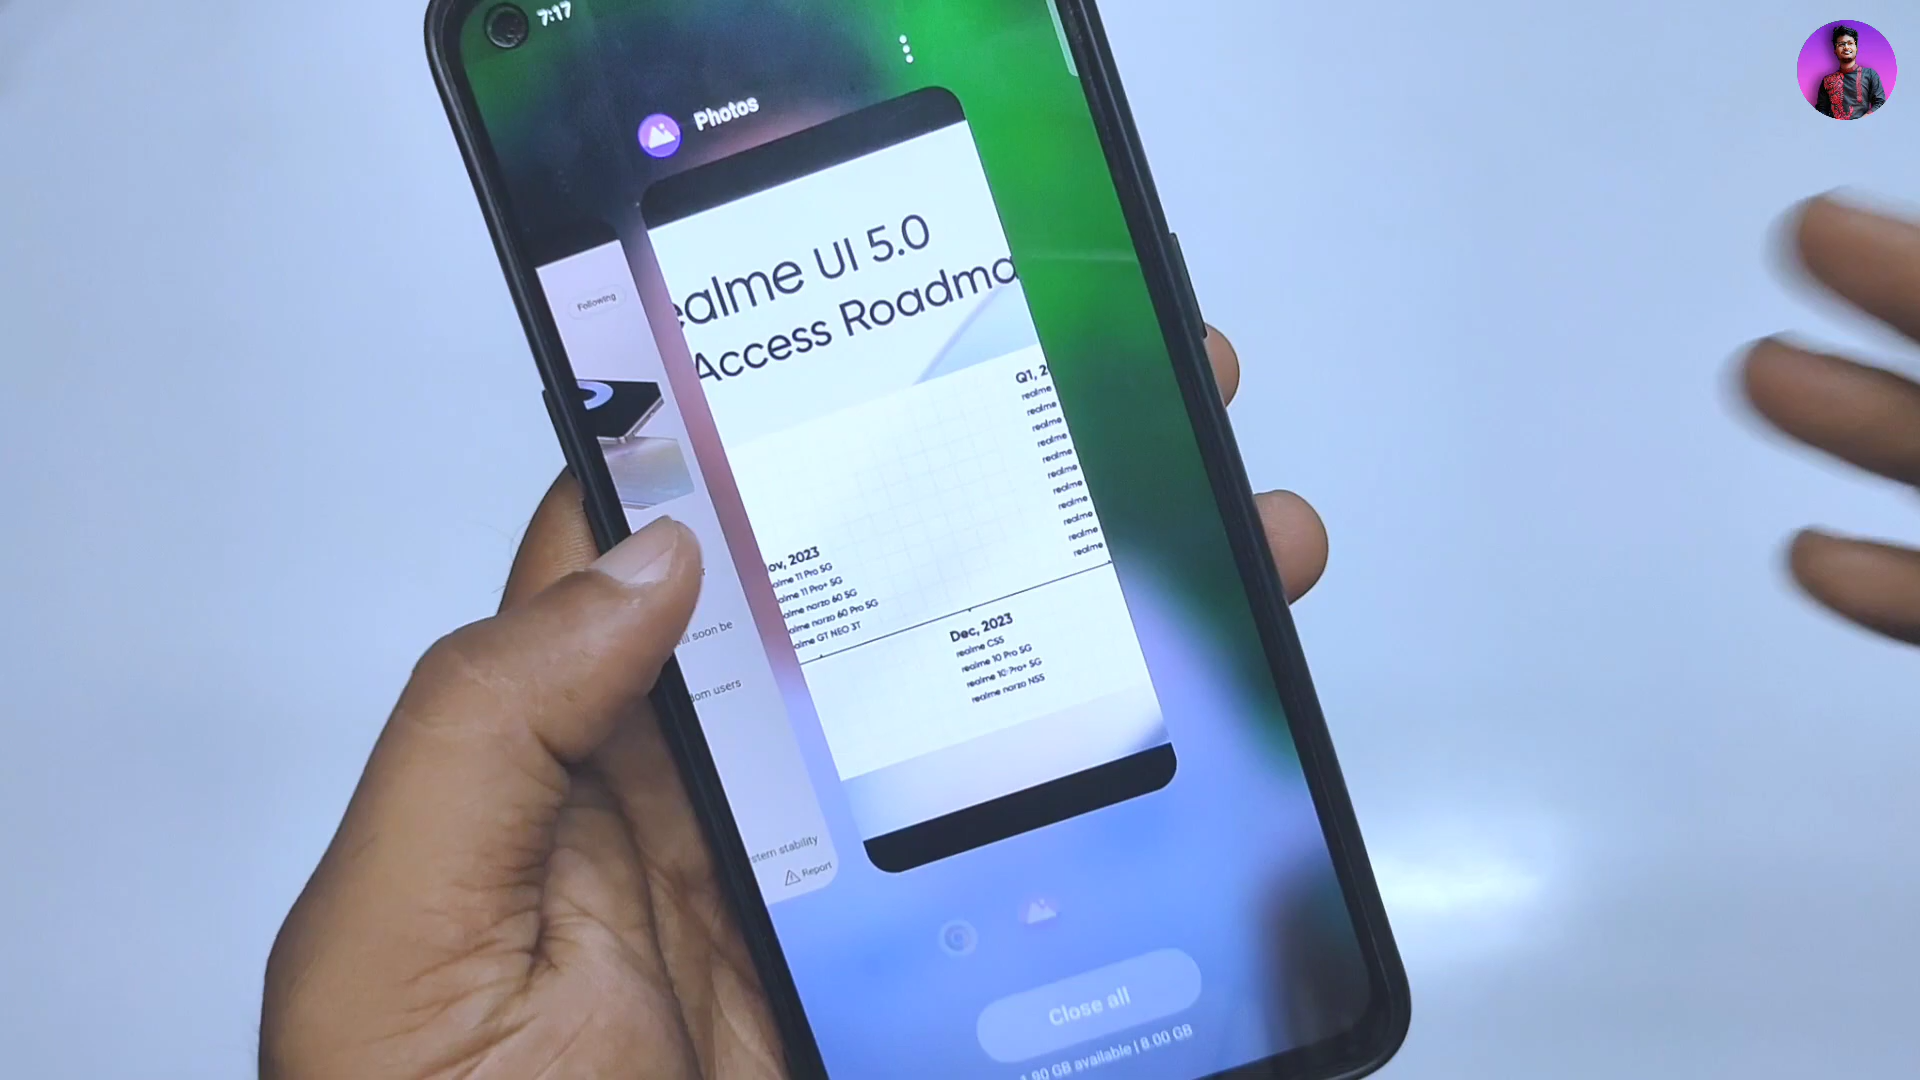 7:17
Photos
ealme UI 5.0
Access Roadma
Following
Q1, 2
realme
realme
realme
realme
realme
realme
realme
realme
realme
realme
realme
ov, 2023
alme 11 Pro 5G
alme 11 Pro+ 5G
alme narzo 60 5G
alme narzo 60 Pro 5G
alme GT NEO 3T
Dec, 2023
realme C55
realme 10 Pro 5G
realme 10 Pro+ 5G
realme narzo N55
soon be
dom users
stem stability
Report
Close all
.90 GB available | 8.00 GB